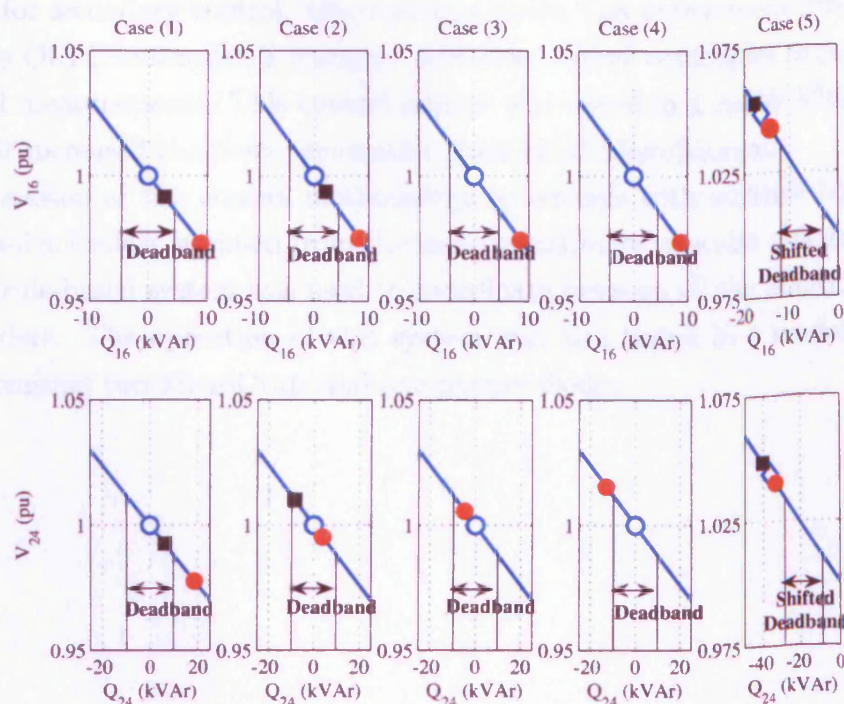 Case (1) Case (2) Case (3) Case (4) Case (5)
1.05 1.05 1.05 1.05 1.075
V16 (pu) 1 1 1 1 1.025
Deadband Deadband Deadband Deadband Shifted Deadband
0.95 0.95 0.95 0.95 0.975
-10 0 10 -10 0 10 -10 0 10 -10 0 10 -20 -10 0
Q16 (kVAr) Q16 (kVAr) Q16 (kVAr) Q16 (kVAr) Q16 (kVAr)
1.05 1.05 1.05 1.05 1.075
V24 (pu) 1 1 1 1 1.025
Deadband Deadband Deadband Deadband Shifted Deadband
0.95 0.95 0.95 0.95 0.975
-20 0 20 -20 0 20 -20 0 20 -20 0 20 -40 -20 0
Q24 (kVAr) Q24 (kVAr) Q24 (kVAr) Q24 (kVAr) Q24 (kVAr)